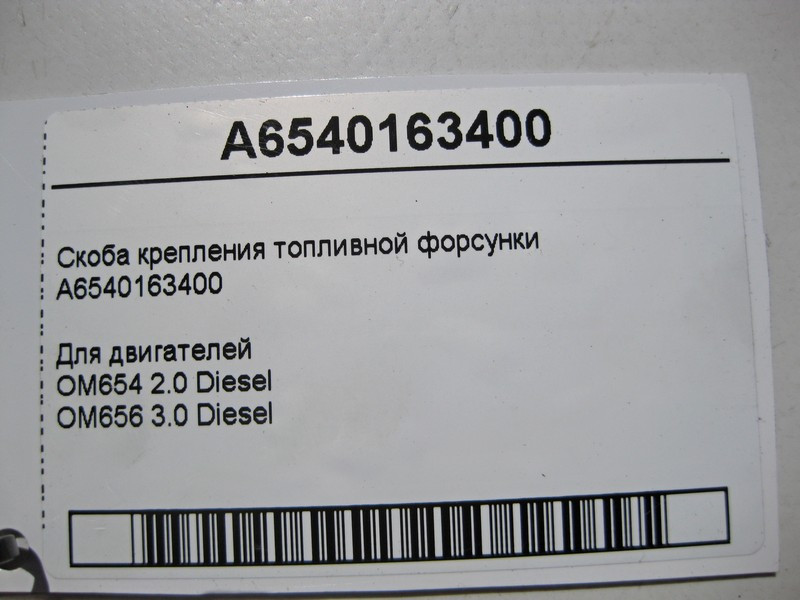 A6540163400
Скоба крепления топливной форсунки
A6540163400
Для двигателей
OM654 2.0 Diesel
OM656 3.0 Diesel